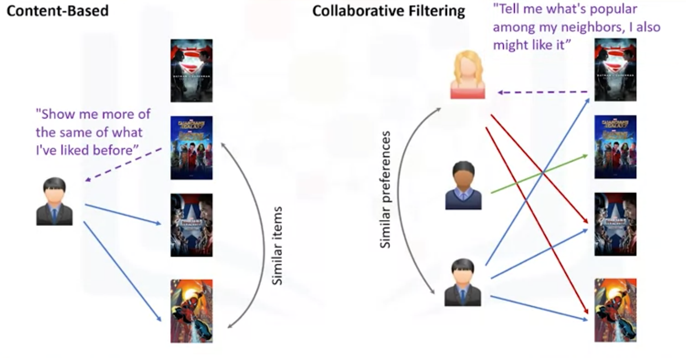 Content-Based
"Show me more of
the same of what
I've liked before"
Similar items
Collaborative Filtering
"Tell me what's popular
among my neighbors, I also
might like it"
Similar preferences